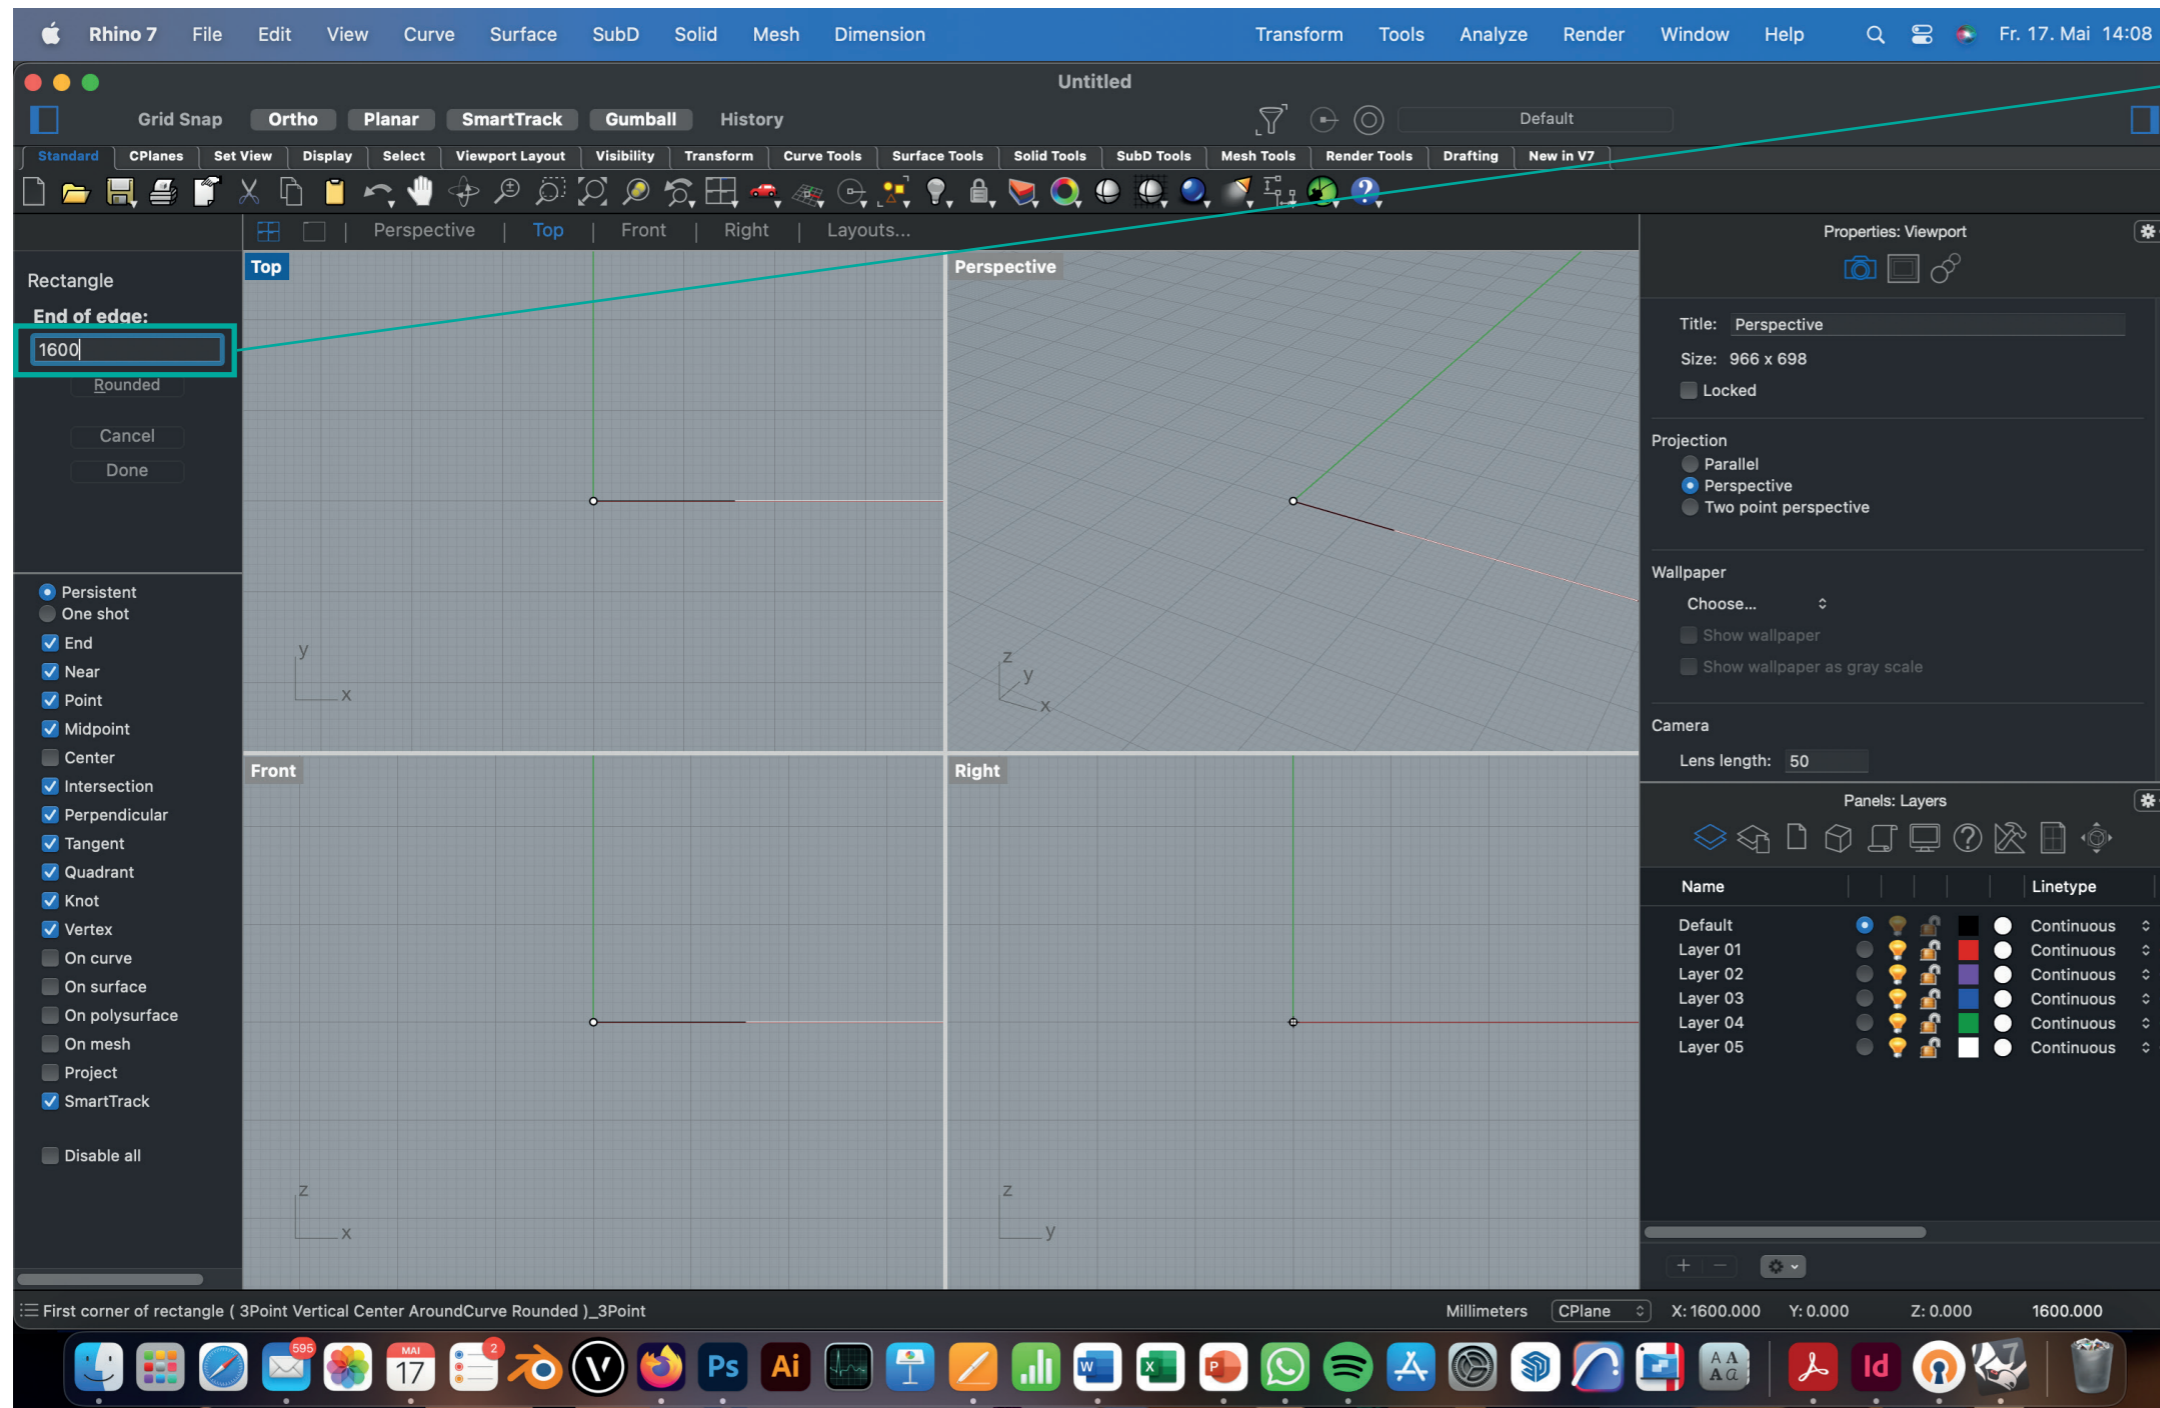 Rhino 7 File Edit View Curve Surface SubD Solid Mesh Dimension Transform Tools Analyze Render Window Help Fr. 17. Mai 14:08
Untitled
Grid Snap Ortho Planar SmartTrack Gumball History Default
Standard CPlanes Set View Display Select Viewport Layout Visibility Transform Curve Tools Surface Tools Solid Tools SubD Tools Mesh Tools Render Tools Drafting New in V7
Perspective | Top | Front | Right | Layouts...
Rectangle
End of edge:
1600
Rounded
Cancel
Done
Persistent
One shot
End
Near
Point
Midpoint
Center
Intersection
Perpendicular
Tangent
Quadrant
Knot
Vertex
On curve
On surface
On polysurface
On mesh
Project
SmartTrack
Disable all
Top
y
x
Perspective
z
y
x
Front
z
x
Right
z
y
Properties: Viewport
Title: Perspective
Size: 966 x 698
Locked
Projection
Parallel
Perspective
Two point perspective
Wallpaper
Choose...
Show wallpaper
Show wallpaper as gray scale
Camera
Lens length: 50
Panels: Layers
Name Linetype
Default Continuous
Layer 01 Continuous
Layer 02 Continuous
Layer 03 Continuous
Layer 04 Continuous
Layer 05 Continuous
First corner of rectangle ( 3Point Vertical Center AroundCurve Rounded )_3Point Millimeters CPlane X: 1600.000 Y: 0.000 Z: 0.000 1600.000
595
MAI
17
2
Ps
Ai
W
X
P
A A
A a
Id
7